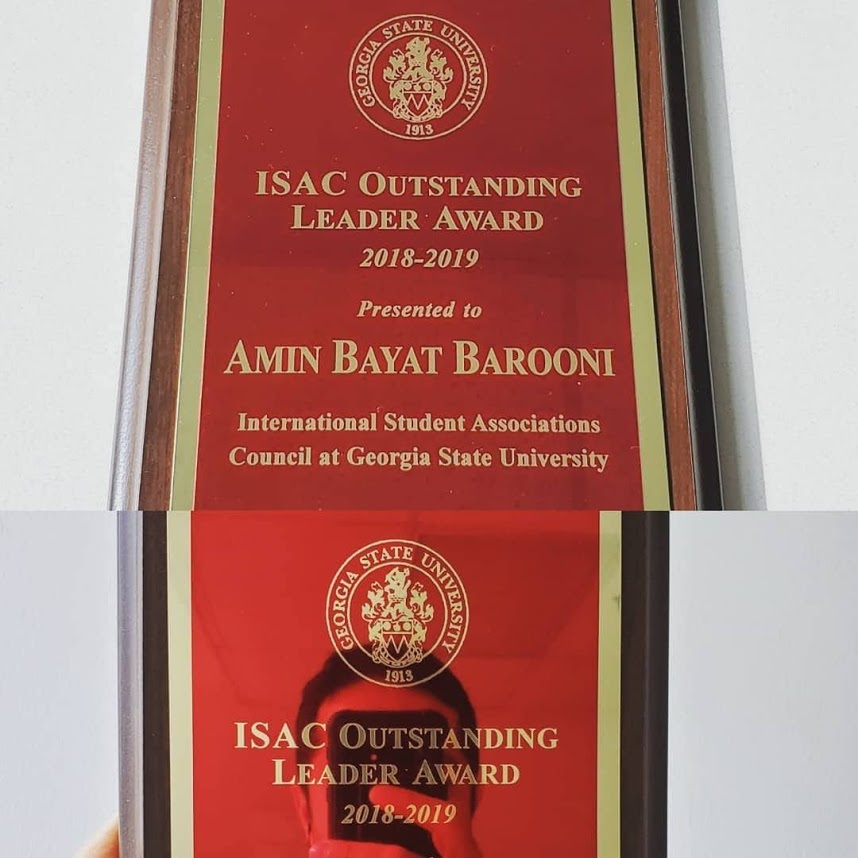 GEORGIA STATE UNIVERSITY
1913
ISAC OUTSTANDING
LEADER AWARD
2018-2019
Presented to
AMIN BAYAT BAROONI
International Student Associations
Council at Georgia State University
GEORGIA STATE UNIVERSITY
1913
ISAC OUTSTANDING
LEADER AWARD
2018-2019